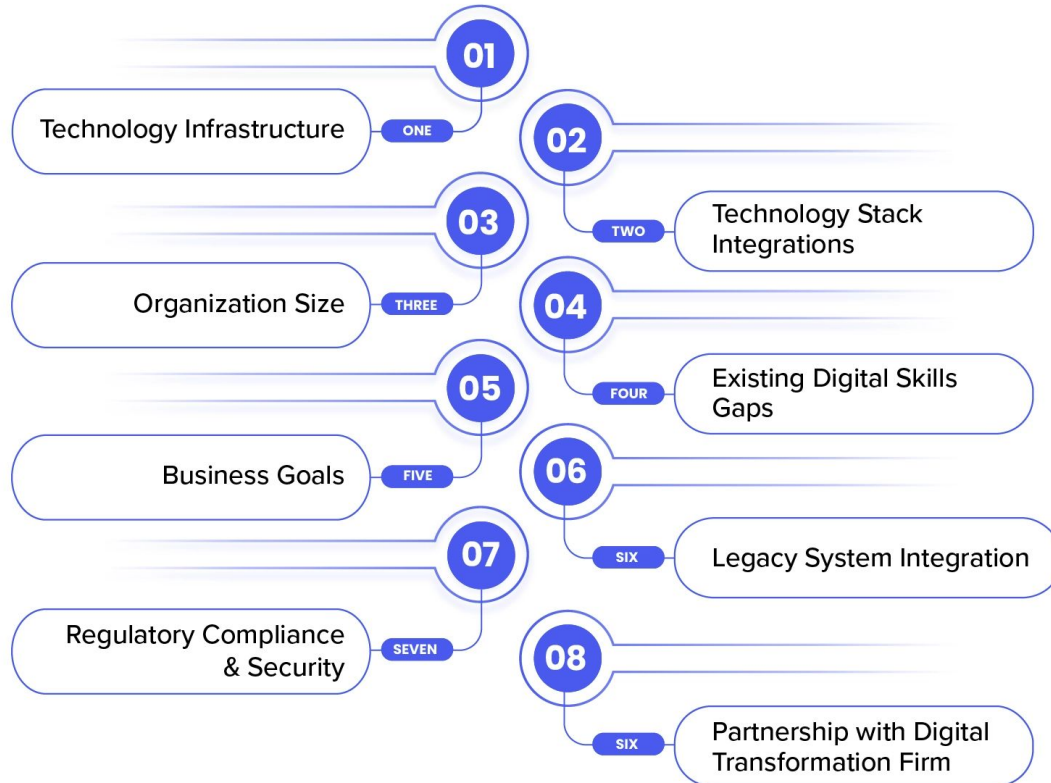 01
Technology Infrastructure
ONE
02
TWO
Technology Stack
Integrations
03
Organization Size
THREE
04
FOUR
Existing Digital Skills
Gaps
05
Business Goals
FIVE
06
SIX
Legacy System Integration
07
Regulatory Compliance
& Security
SEVEN
08
SIX
Partnership with Digital
Transformation Firm